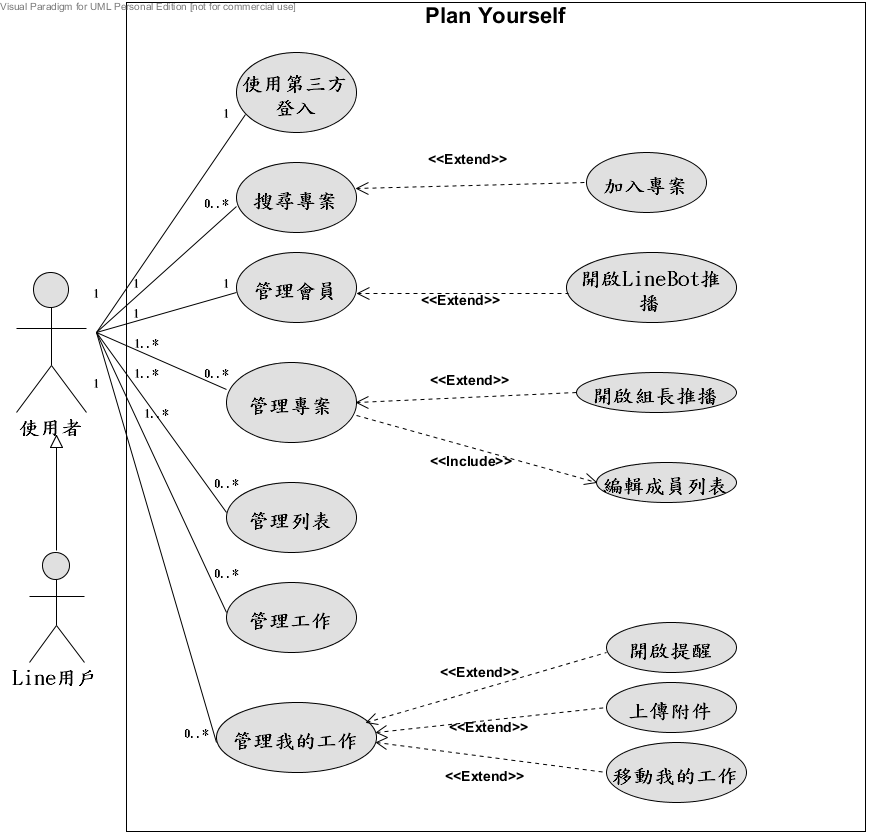 Visual Paradigm for UML Personal Edition [not for commercial use]
Plan Yourself
使用第三方
登入
1
<<Extend>>
加入專案
搜尋專案
0..*
1
1
1
管理會員
開啟LineBot推
播
<<Extend>>
1
1..*
0..*
1..*
<<Extend>>
開啟組長推播
1
管理專案
1..*
使用者
<<Include>>
編輯成員列表
0..*
管理列表
0..*
管理工作
開啟提醒
<<Extend>>
Line用戶
上傳附件
<<Extend>>
0..*
管理我的工作
移動我的工作
<<Extend>>